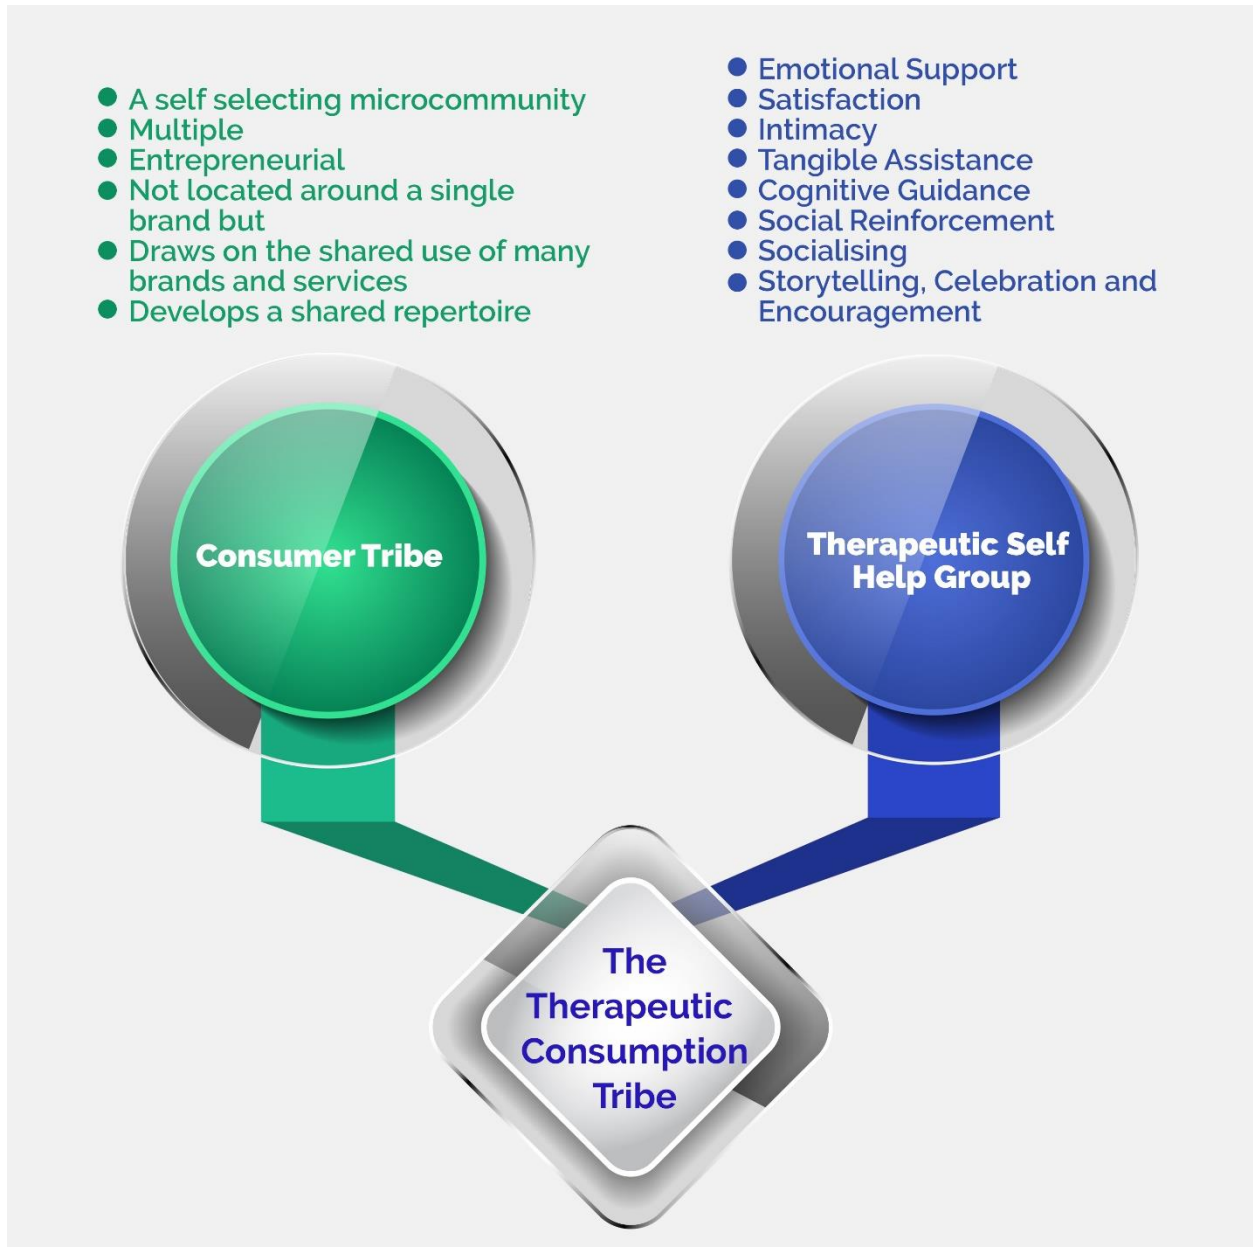 A self selecting microcommunity
Multiple
Entrepreneurial
Not located around a single
brand but
Draws on the shared use of many
brands and services
Develops a shared repertoire
Emotional Support
Satisfaction
Intimacy
Tangible Assistance
Cognitive Guidance
Social Reinforcement
Socialising
Storytelling, Celebration and
Encouragement
Consumer Tribe
Therapeutic Self
Help Group
The
Therapeutic
Consumption
Tribe